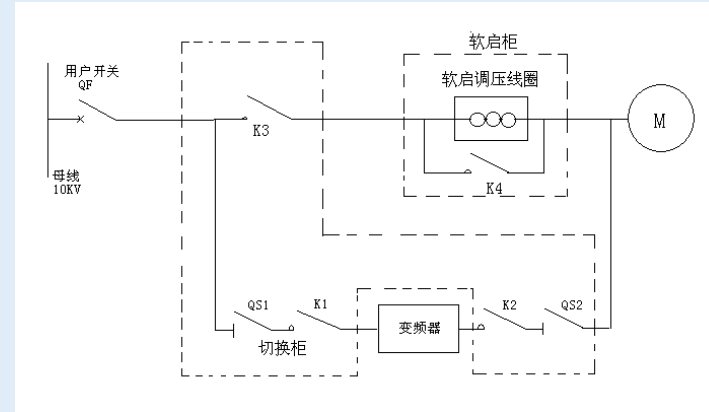 软启柜
用户开关
QF
软启调压线圈
K3
M
K4
母线
10KV
QS1
K1
变频器
K2
QS2
切换柜